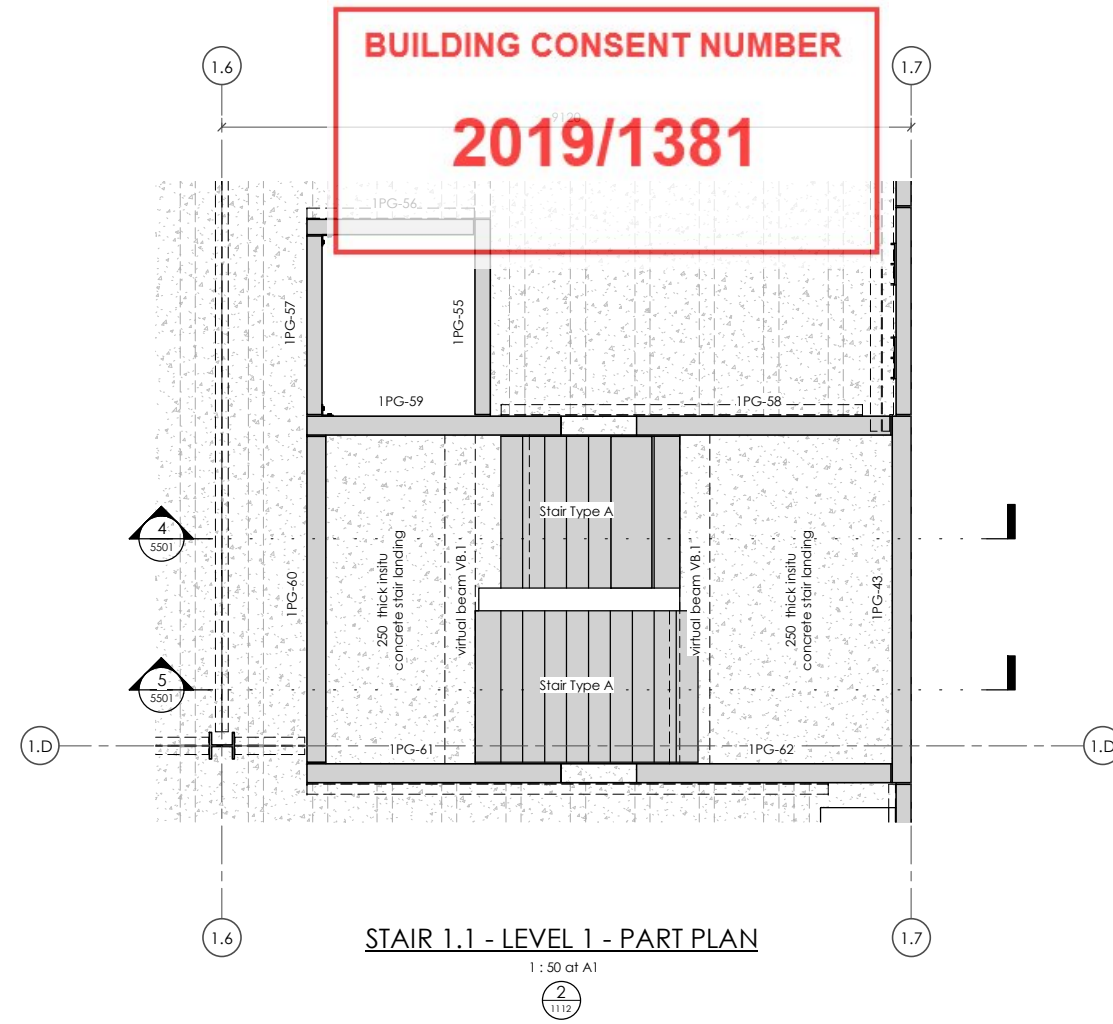 BUILDING CONSENT NUMBER
2019/1381
1.6
1.7
9120
1PG-56
1PG-57
1PG-55
1PG-59
1PG-58
Stair Type A
4
5501
250 thick insitu
concrete stair landing
virtual beam VB.1
virtual beam VB.1
250 thick insitu
concrete stair landing
1PG-60
1PG-43
Stair Type A
5
5501
1.D
1PG-61
1PG-62
1.D
1.6
1.7
STAIR 1.1 - LEVEL 1 - PART PLAN
1 : 50 at A1
2
1112